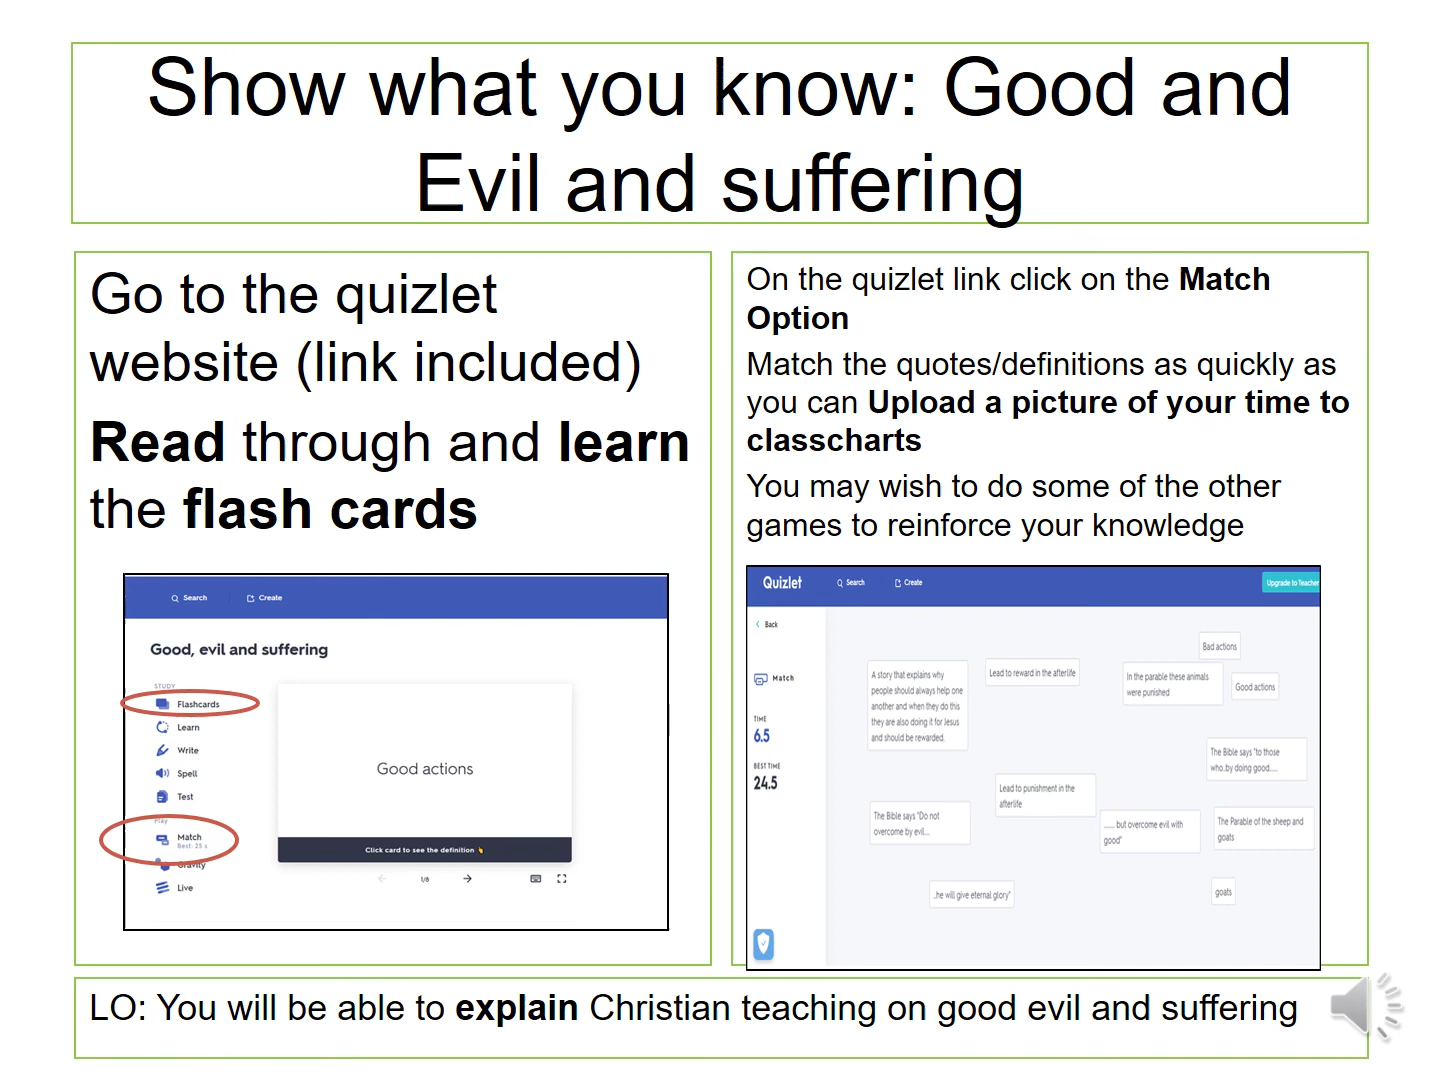 Show what you know: Good and
Evil and suffering
Go to the quizlet
website (link included)
Read through and learn
the flash cards
Search
Create
Good, evil and suffering
STUDY
Flashcards
Learn
Write
Spell
Test
Play
Match
Best: 25 s
Gravity
Live
Good actions
Click card to see the definition
1/8
On the quizlet link click on the Match
Option
Match the quotes/definitions as quickly as
you can Upload a picture of your time to
classcharts
You may wish to do some of the other
games to reinforce your knowledge
Quizlet
Search
Create
Upgrade to Teacher
Back
Match
TIME
6.5
BEST TIME
24.5
A story that explains why
people should always help one
another and when they do this
they are also doing it for Jesus
and should be rewarded.
Lead to reward in the afterlife
Bad actions
In the parable these animals
were punished
Good actions
The Bible says "to those
who..by doing good.....
Lead to punishment in the
afterlife
The Bible says "Do not
overcome by evil...
...... but overcome evil with
good"
The Parable of the sheep and
goats
..he will give eternal glory"
goats
LO: You will be able to explain Christian teaching on good evil and suffering